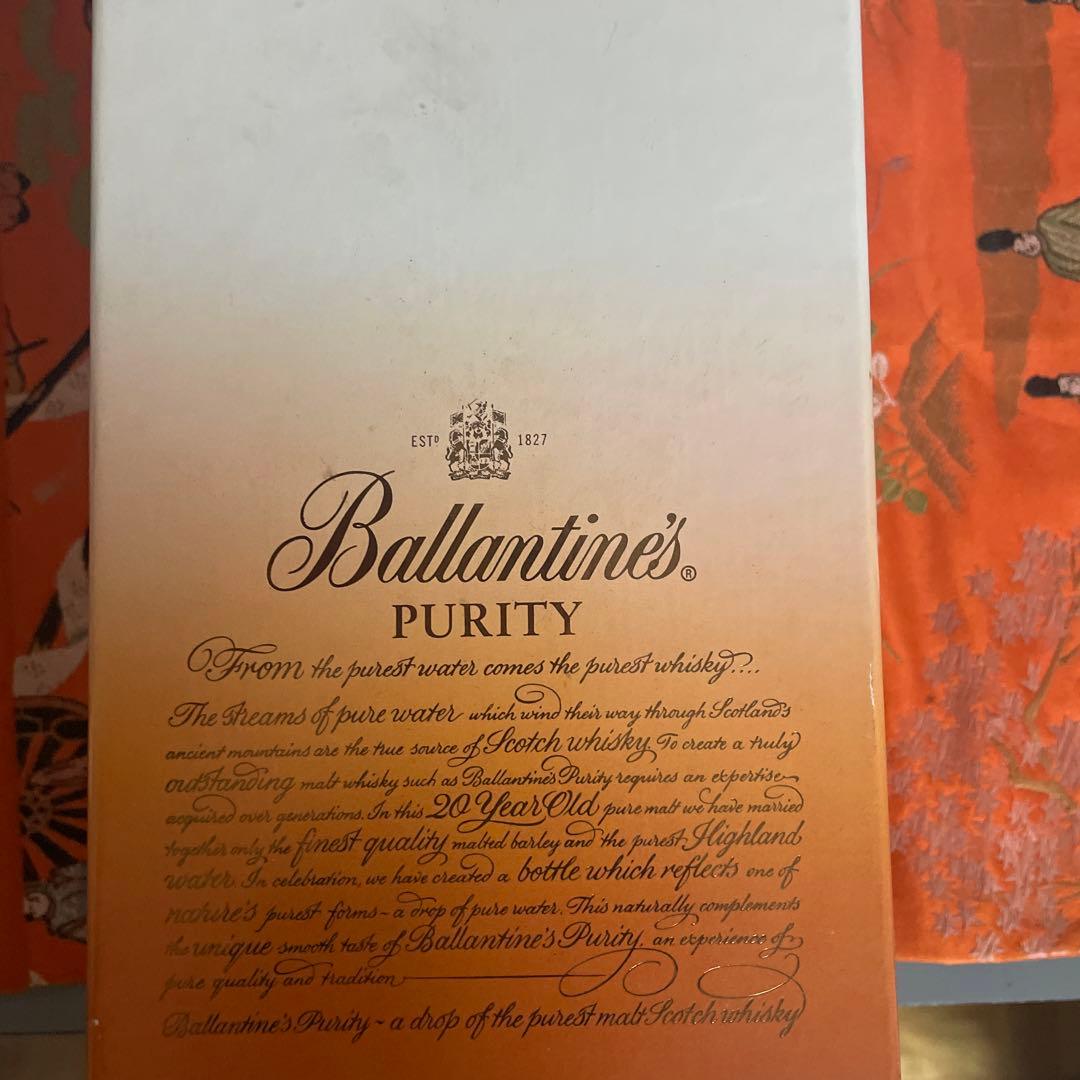 ESTD 1827
Ballantine's®
PURITY
From the purest water comes the purest whisky....
The streams of pure water which wind their way through Scotland's
ancient mountains are the true source of Scotch whisky. To create a truly
outstanding malt whisky such as Ballantine's Purity requires an expertise
acquired over generations. In this 20 Year Old pure malt we have married
together only the finest quality malted barley and the purest Highland
water. In celebration, we have created a bottle which reflects one of
nature's purest forms ~ a drop of pure water. This naturally complements
the unique smooth taste of Ballantine's Purity, an experience of
pure quality and tradition
Ballantine's Purity ~ a drop of the purest malt Scotch whisky